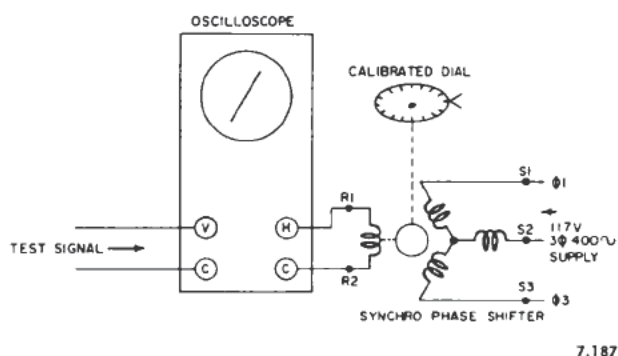 OSCILLOSCOPE
CALIBRATED DIAL
R1
S1
ϕ1
V
H
S2
117V
3ϕ 400~
SUPPLY
TEST SIGNAL
C
C
R2
S3
ϕ3
SYNCHRO PHASE SHIFTER
7.187